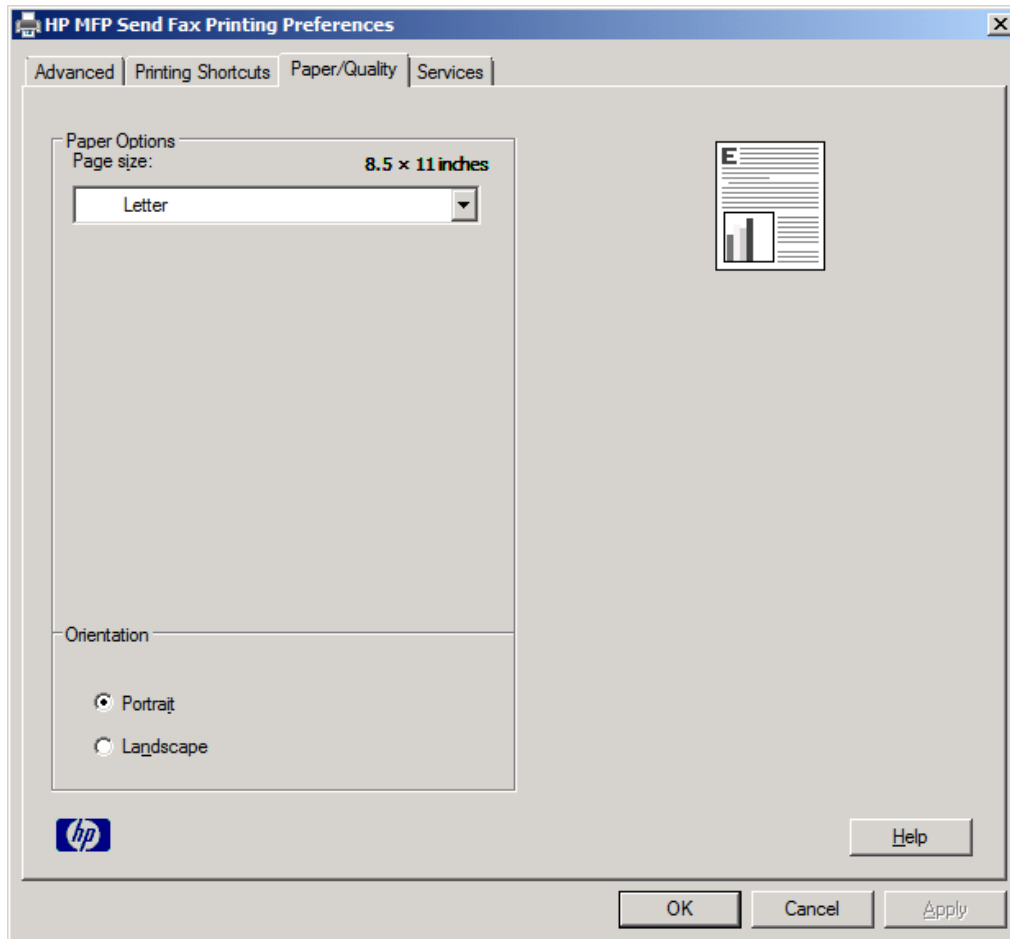 HP MFP Send Fax Printing Preferences
Advanced Printing Shortcuts Paper/Quality Services
Paper Options
Page size: 8.5 × 11 inches
Letter
E
Orientation
Portrait
Landscape
hp
Help
OK Cancel Apply